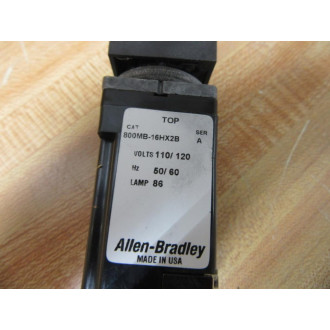 TOP
CAT SER
800MB-16HX2B A
VOLTS 110/120
Hz 50/60
LAMP 86
Allen-Bradley
MADE IN USA